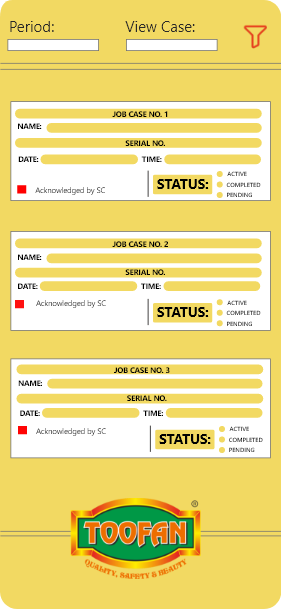 Period: View Case:
JOB CASE NO. 1
NAME:
SERIAL NO.
DATE: TIME:
Acknowledged by SC
STATUS:
ACTIVE
COMPLETED
PENDING
JOB CASE NO. 2
NAME:
SERIAL NO.
DATE: TIME:
Acknowledged by SC
STATUS:
ACTIVE
COMPLETED
PENDING
JOB CASE NO. 3
NAME:
SERIAL NO.
DATE: TIME:
Acknowledged by SC
STATUS:
ACTIVE
COMPLETED
PENDING
®
TOOFAN
QUALITY, SAFETY & BEAUTY